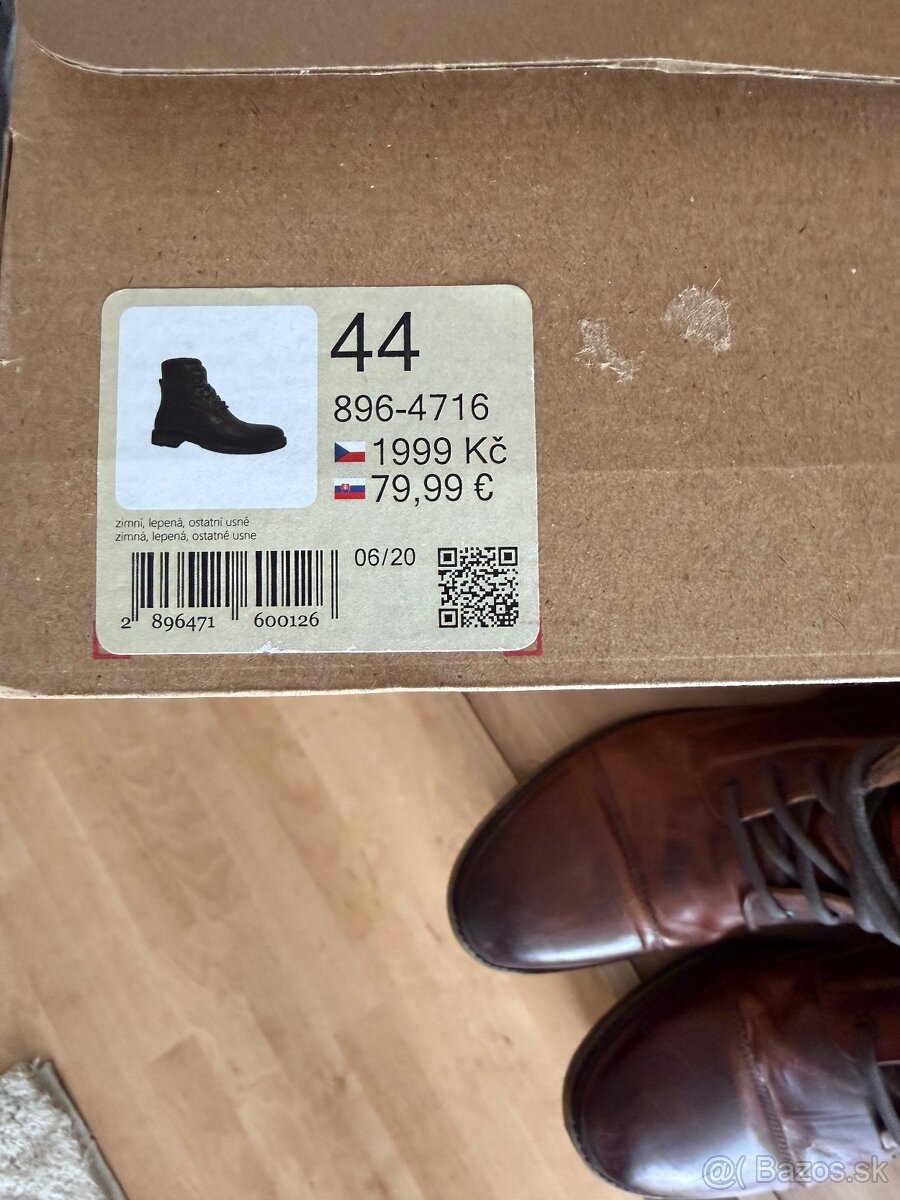 44
896-4716
1999 Kč
79,99 €
zimní, lepená, ostatní usně
zimná, lepená, ostatné usne
06/20
2 896471 600126
@( Bazos.sk